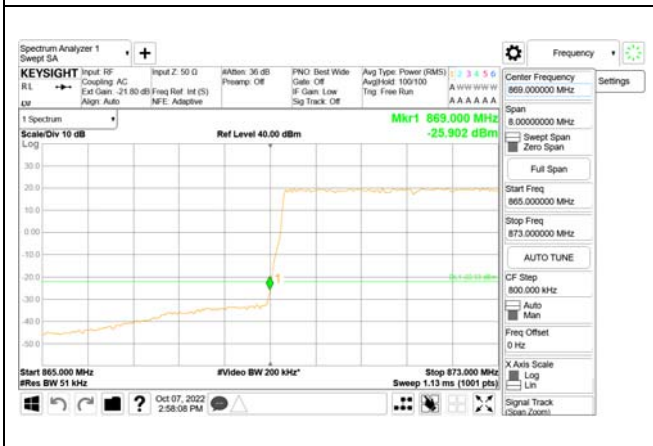 Spectrum Analyzer 1
Swept SA
+
Frequency
KEYSIGHT
Input: RF
Input Z: 50 Ω
#Atten: 36 dB
PNO: Best Wide
Avg Type: Power (RMS)
1 2 3 4 5 6
RL
Coupling: AC
Preamp: Off
Gate: Off
Avg|Hold: 100/100
A W W W W W
Ext Gain: -21.80 dB
Freq Ref: Int (S)
IF Gain: Low
Trig: Free Run
Align: Auto
NFE: Adaptive
Sig Track: Off
A A A A A A
1 Spectrum
Mkr1 869.000 MHz
Scale/Div 10 dB
Ref Level 40.00 dBm
-25.902 dBm
Log
30.0
20.0
10.0
0.00
-10.0
-20.0
-30.0
-40.0
-50.0
1
Start 865.000 MHz
#Video BW 200 kHz*
Stop 873.000 MHz
#Res BW 51 kHz
Sweep 1.13 ms (1001 pts)
Oct 07, 2022
2:58:08 PM
?
Center Frequency
869.000000 MHz
Settings
Span
8.00000000 MHz
Swept Span
Zero Span
Full Span
Start Freq
865.000000 MHz
Stop Freq
873.000000 MHz
AUTO TUNE
CF Step
800.000 kHz
Auto
Man
Freq Offset
0 Hz
X Axis Scale
Log
Lin
Signal Track
(Span Zoom)